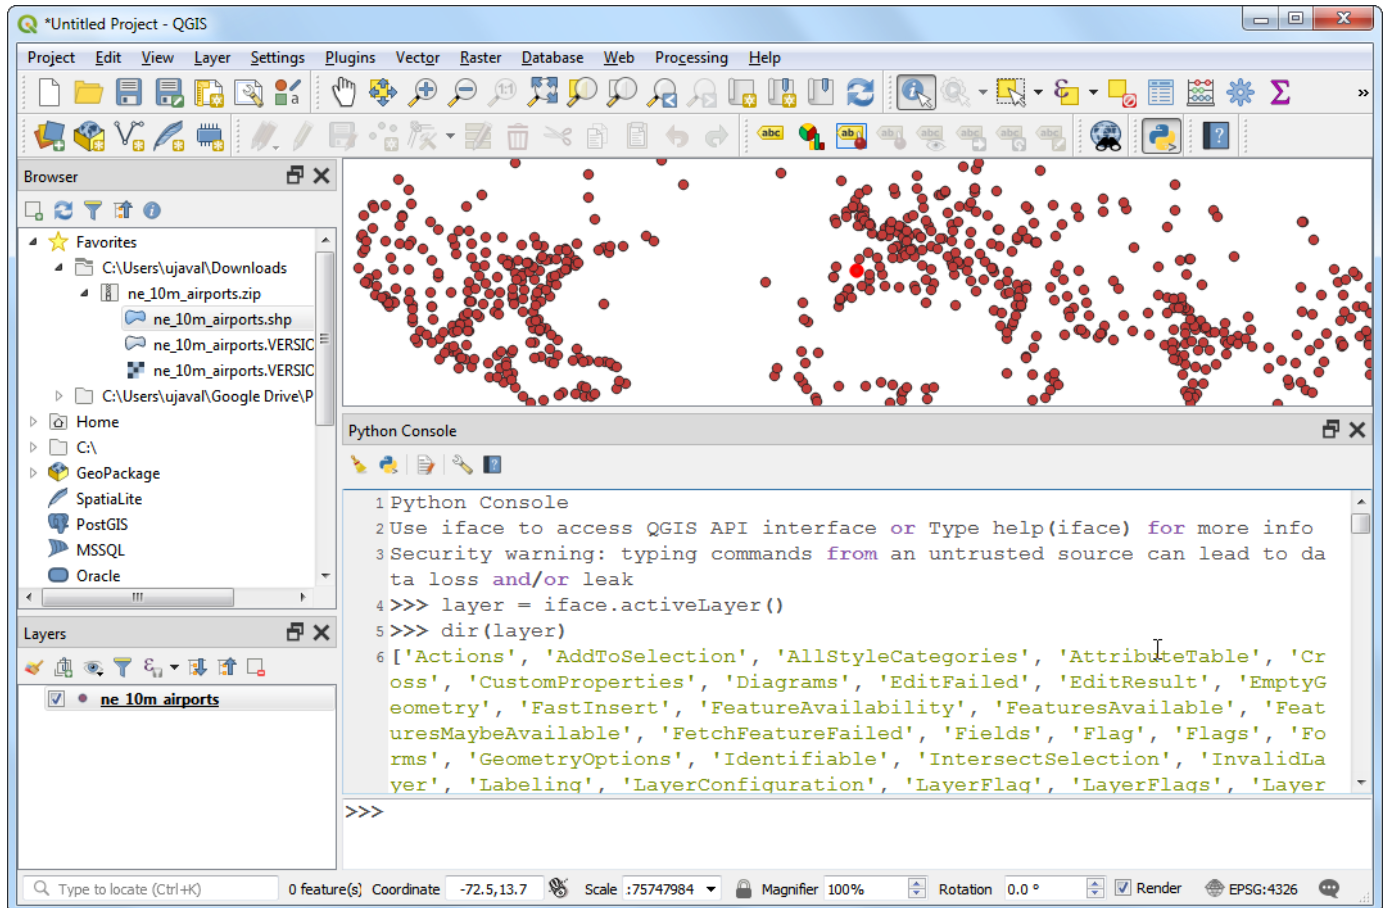 *Untitled Project - QGIS
Project Edit View Layer Settings Plugins Vector Raster Database Web Processing Help
abc ab
Browser
Favorites
C:\Users\ujaval\Downloads
ne_10m_airports.zip
ne_10m_airports.shp
ne_10m_airports.VERSIC
ne_10m_airports.VERSIC
C:\Users\ujaval\Google Drive\P
Home
C:\
GeoPackage
SpatiaLite
PostGIS
MSSQL
Oracle
Layers
ne_10m_airports
Python Console
1 Python Console
2 Use iface to access QGIS API interface or Type help(iface) for more info
3 Security warning: typing commands from an untrusted source can lead to da
ta loss and/or leak
4 >>> layer = iface.activeLayer()
5 >>> dir(layer)
6 ['Actions', 'AddToSelection', 'AllStyleCategories', 'AttributeTable', 'Cr
oss', 'CustomProperties', 'Diagrams', 'EditFailed', 'EditResult', 'EmptyG
eometry', 'FastInsert', 'FeatureAvailability', 'FeaturesAvailable', 'Feat
uresMaybeAvailable', 'FetchFeatureFailed', 'Fields', 'Flag', 'Flags', 'Fo
rms', 'GeometryOptions', 'Identifiable', 'IntersectSelection', 'InvalidLa
yer', 'Labeling', 'LayerConfiguration', 'LayerFlag', 'LayerFlags', 'Layer
>>>
Type to locate (Ctrl+K) 0 feature(s) Coordinate -72.5,13.7 Scale :75747984 Magnifier 100% Rotation 0.0 ° Render EPSG:4326